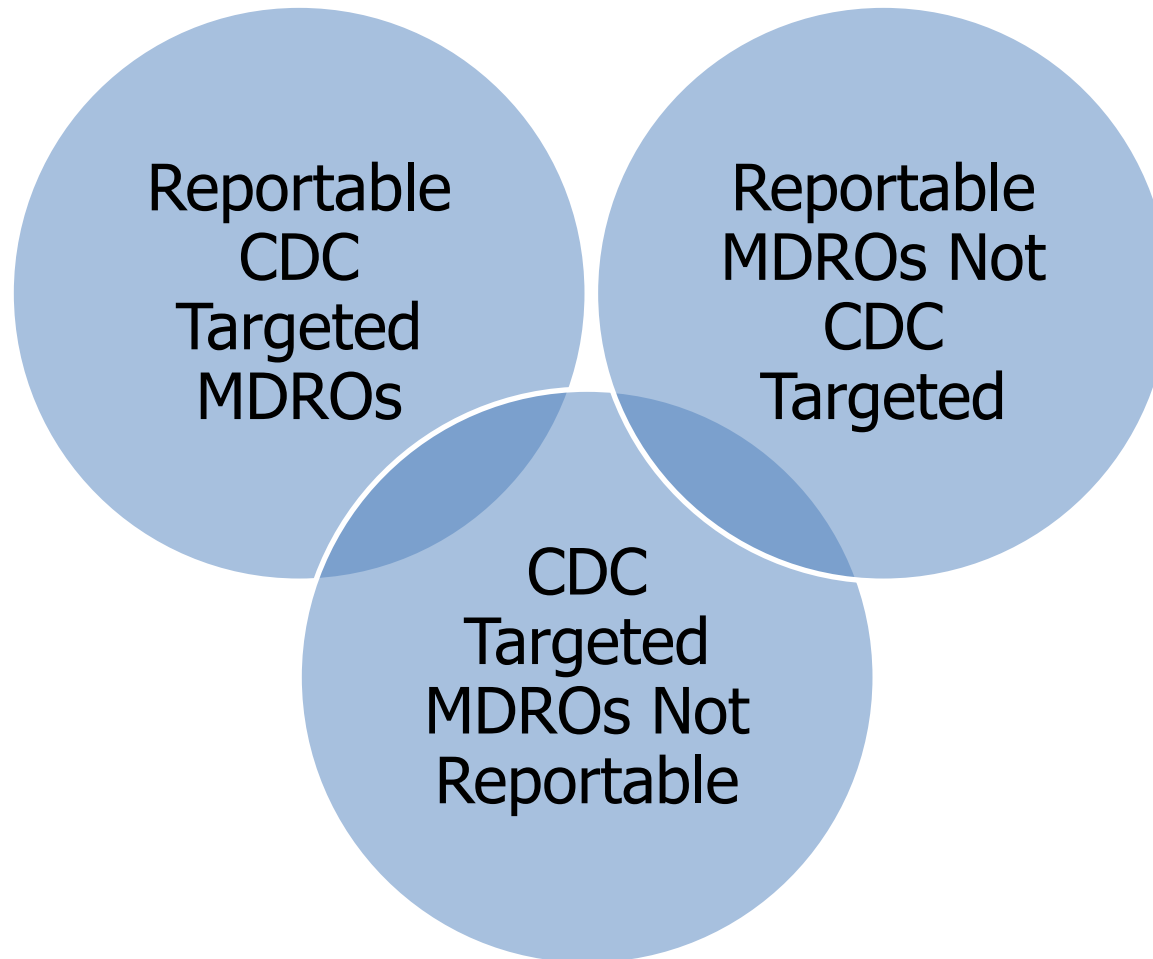 Reportable
CDC
Targeted
MDROs
Reportable
MDROs Not
CDC
Targeted
CDC
Targeted
MDROs Not
Reportable